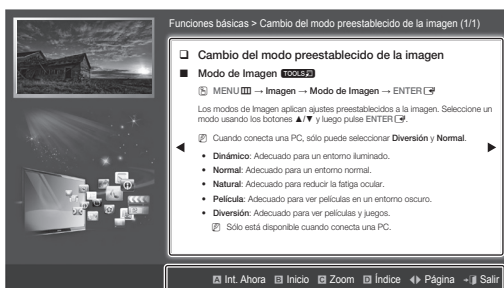 Funciones básicas > Cambio del modo preestablecido de la imagen (1/1)
Cambio del modo preestablecido de la imagen
Modo de Imagen TOOLS
MENU → Imagen → Modo de Imagen → ENTER
Los modos de Imagen aplican ajustes preestablecidos a la imagen. Seleccione un
modo usando los botones ▲/▼ y luego pulse ENTER.
Cuando conecta una PC, sólo puede seleccionar Diversión y Normal.
• Dinámico: Adecuado para un entorno iluminado.
• Normal: Adecuado para un entorno normal.
• Natural: Adecuado para reducir la fatiga ocular.
• Película: Adecuado para ver películas en un entorno oscuro.
• Diversión: Adecuado para ver películas y juegos.
Sólo está disponible cuando conecta una PC.
A Int. Ahora B Inicio C Zoom D Índice Página Salir